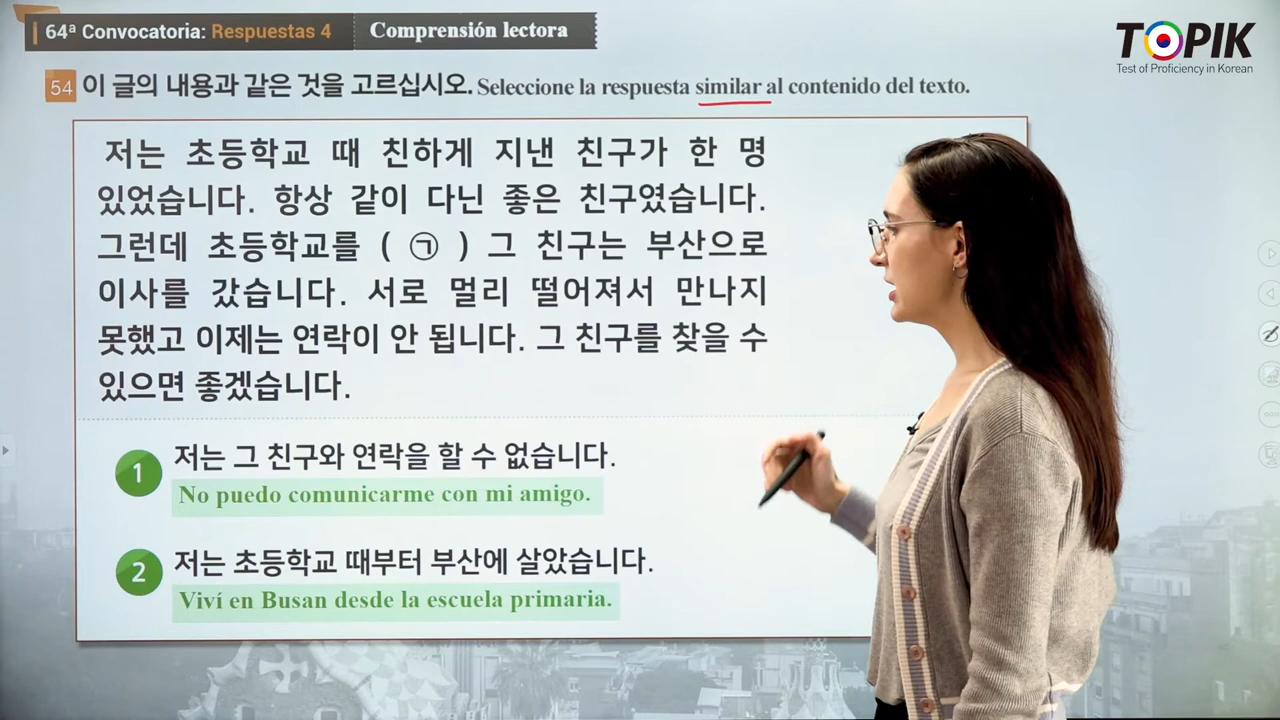 64ª Convocatoria: Respuestas 4 Comprensión lectora
TOPIK
Test of Proficiency in Korean
54 이 글의 내용과 같은 것을 고르십시오. Seleccione la respuesta similar al contenido del texto.
저는 초등학교 때 친하게 지낸 친구가 한 명
있었습니다. 항상 같이 다닌 좋은 친구였습니다.
그런데 초등학교를 ( ㉠ ) 그 친구는 부산으로
이사를 갔습니다. 서로 멀리 떨어져서 만나지
못했고 이제는 연락이 안 됩니다. 그 친구를 찾을 수
있으면 좋겠습니다.
1 저는 그 친구와 연락을 할 수 없습니다.
No puedo comunicarme con mi amigo.
2 저는 초등학교 때부터 부산에 살았습니다.
Viví en Busan desde la escuela primaria.